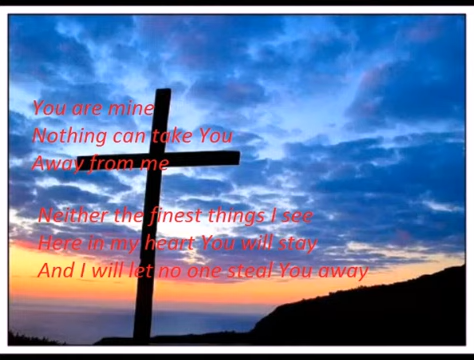 You are mine
Nothing can take You
Away from me
Neither the finest things I see
Here in my heart You will stay
And I will let no one steal You away